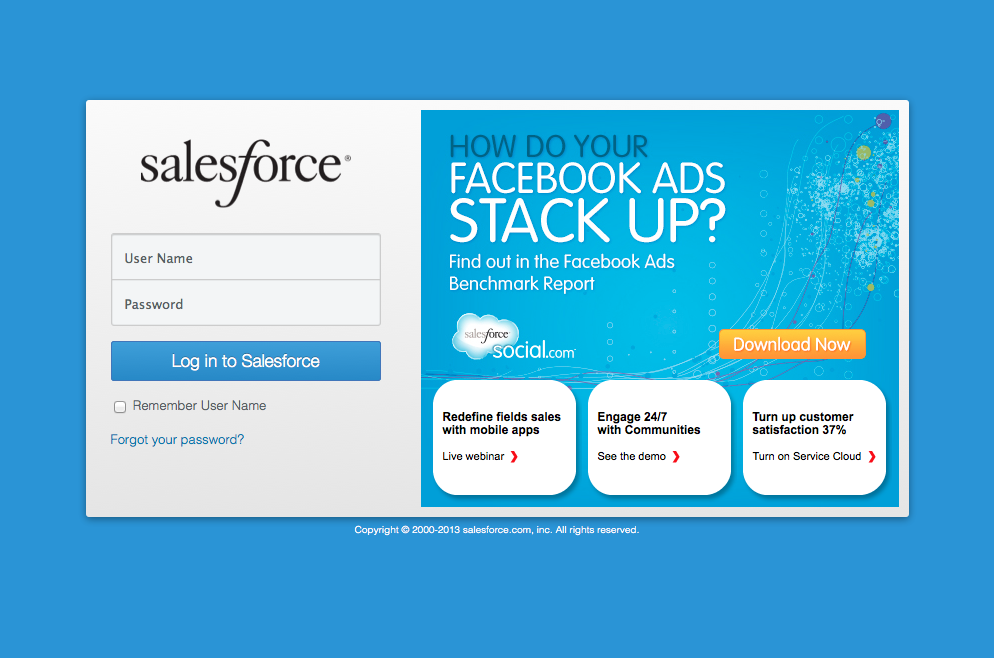 salesforce®
User Name
Password
Log in to Salesforce
Remember User Name
Forgot your password?
HOW DO YOUR
FACEBOOK ADS
STACK UP?
Find out in the Facebook Ads
Benchmark Report
salesforce
social.com
Download Now
Redefine fields sales
with mobile apps
Live webinar ❯
Engage 24/7
with Communities
See the demo ❯
Turn up customer
satisfaction 37%
Turn on Service Cloud ❯
Copyright © 2000-2013 salesforce.com, inc. All rights reserved.